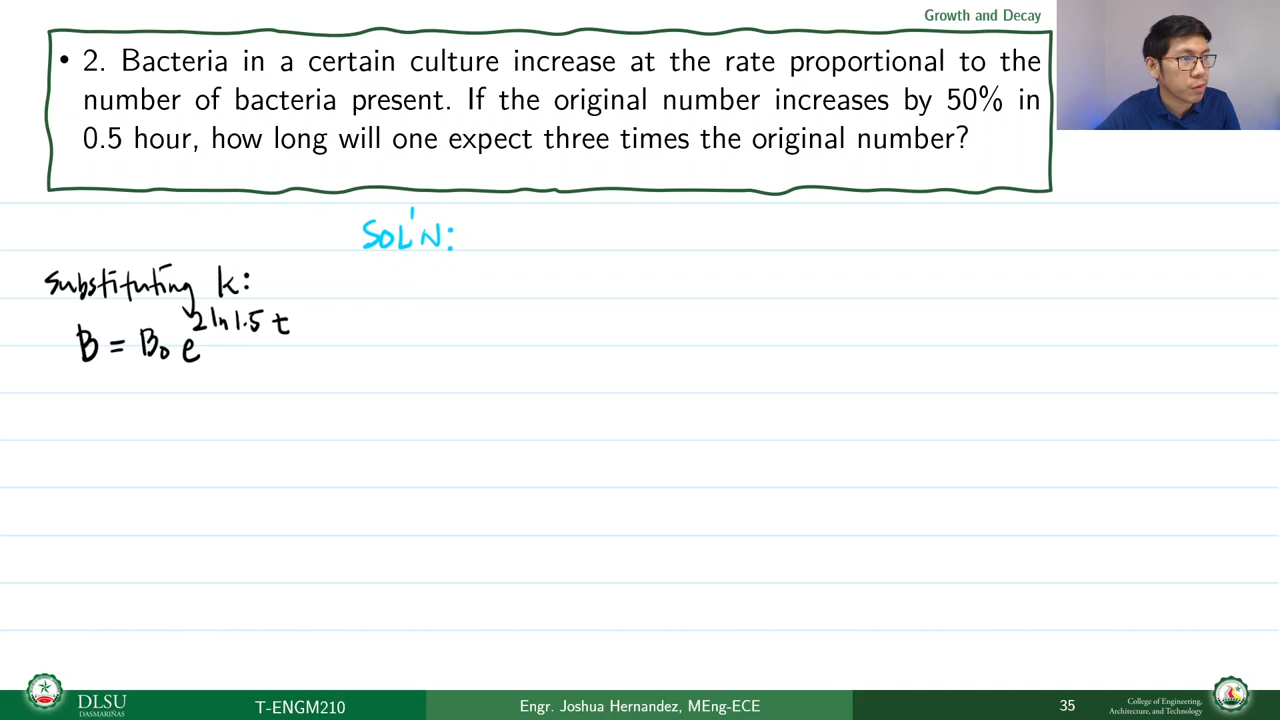 Growth and Decay
• 2. Bacteria in a certain culture increase at the rate proportional to the
number of bacteria present. If the original number increases by 50% in
0.5 hour, how long will one expect three times the original number?
SOL'N:
Substituting k:
B = B₀ e^{2 ln 1.5 t}
DLSU
DASMARIÑAS
T-ENGM210
Engr. Joshua Hernandez, MEng-ECE
35
College of Engineering,
Architecture, and Technology